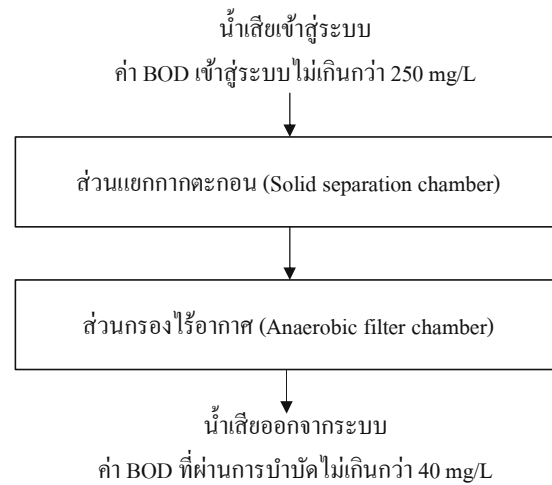 น้ำเสียเข้าสู่ระบบ
ค่า BOD เข้าสู่ระบบไม่เกินกว่า 250 mg/L
ส่วนแยกกากตะกอน (Solid separation chamber)
ส่วนกรองไร้อากาศ (Anaerobic filter chamber)
น้ำเสียออกจากระบบ
ค่า BOD ที่ผ่านการบำบัดไม่เกินกว่า 40 mg/L